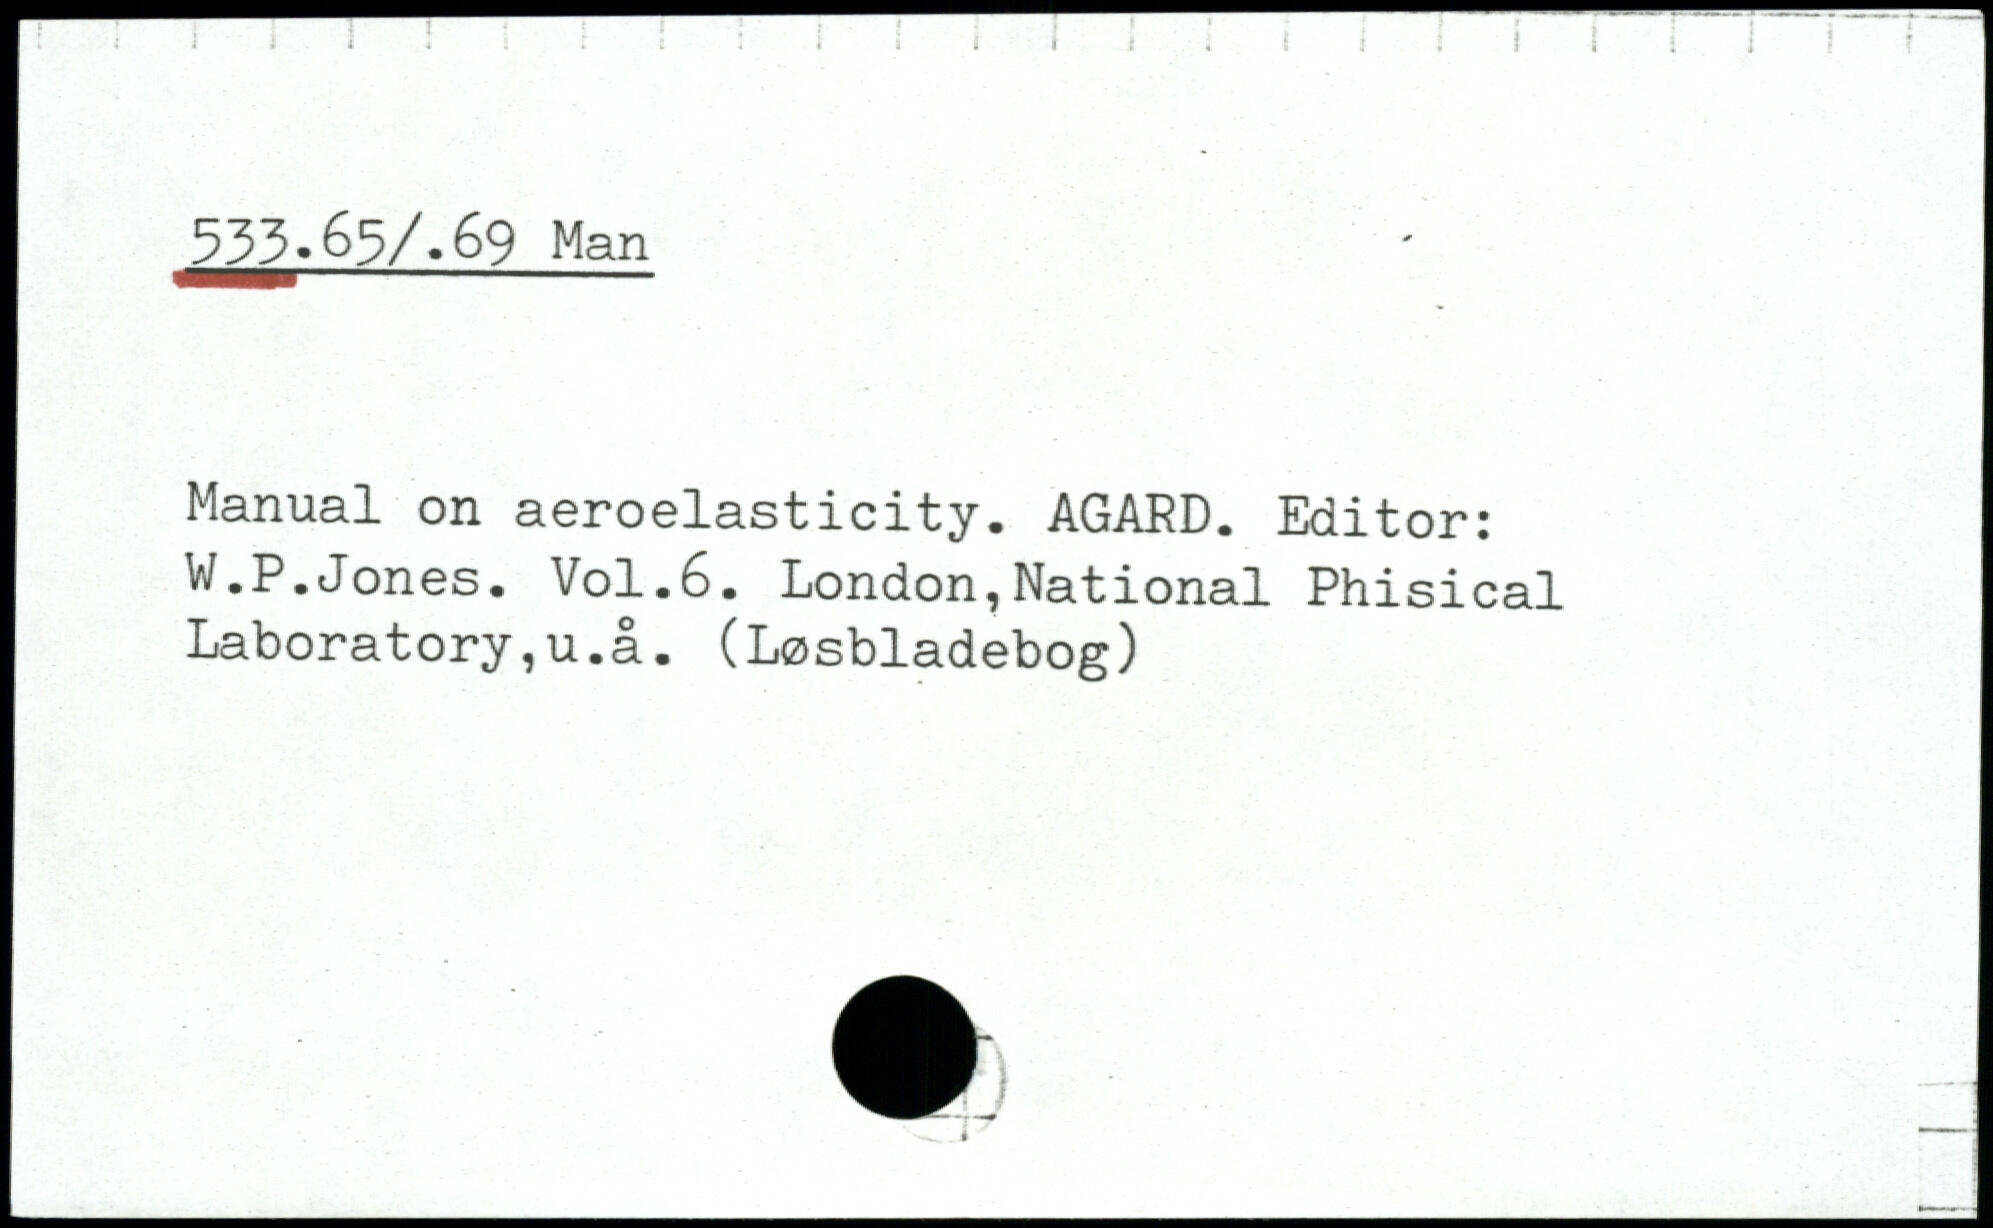 533.65/.69 Man
Manual on aeroelasticity. AGARD. Editor:
W.P.Jones. Vol.6. London,National Phisical
Laboratory,u.å. (Løsbladebog)